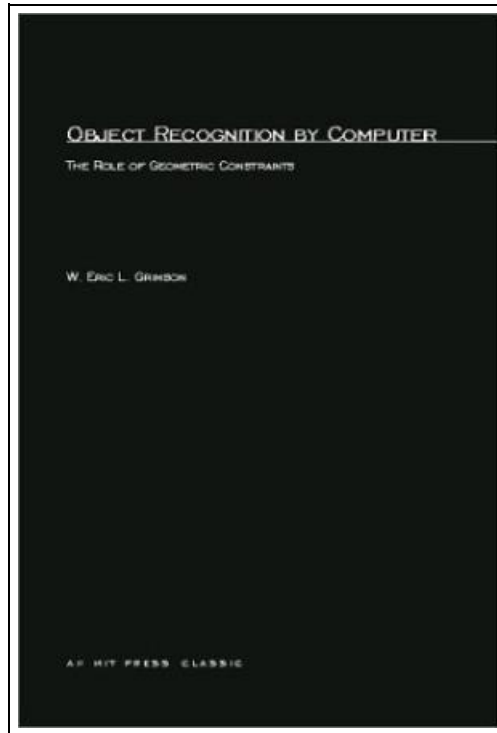 OBJECT RECOGNITION BY COMPUTER
THE ROLE OF GEOMETRIC CONSTRAINTS
W. ERIC L. GRIMSON
AN MIT PRESS CLASSIC